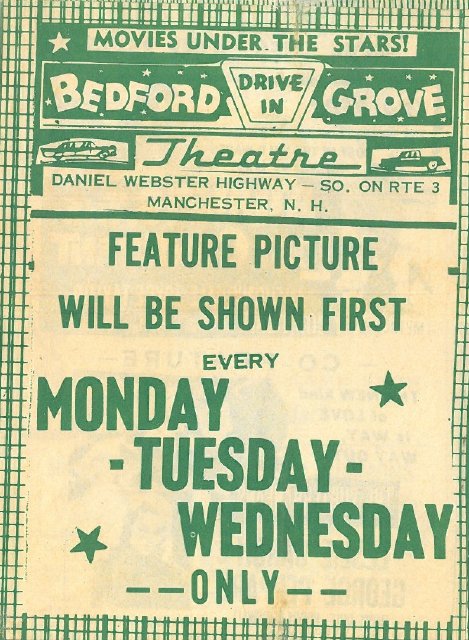 MOVIES UNDER THE STARS!
BEDFORD DRIVE IN GROVE
Theatre
DANIEL WEBSTER HIGHWAY - SO. ON RTE 3
MANCHESTER, N. H.
FEATURE PICTURE
WILL BE SHOWN FIRST
EVERY
MONDAY
-TUESDAY-
WEDNESDAY
--ONLY--